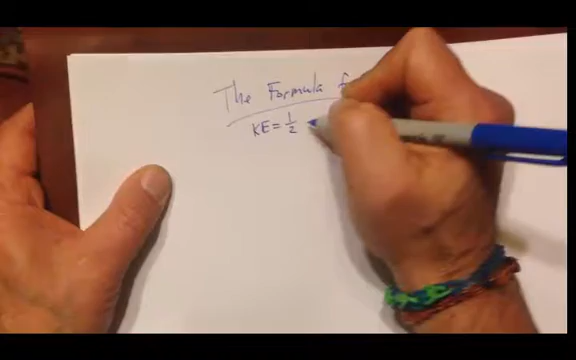 The Formula f
KE = 1/2